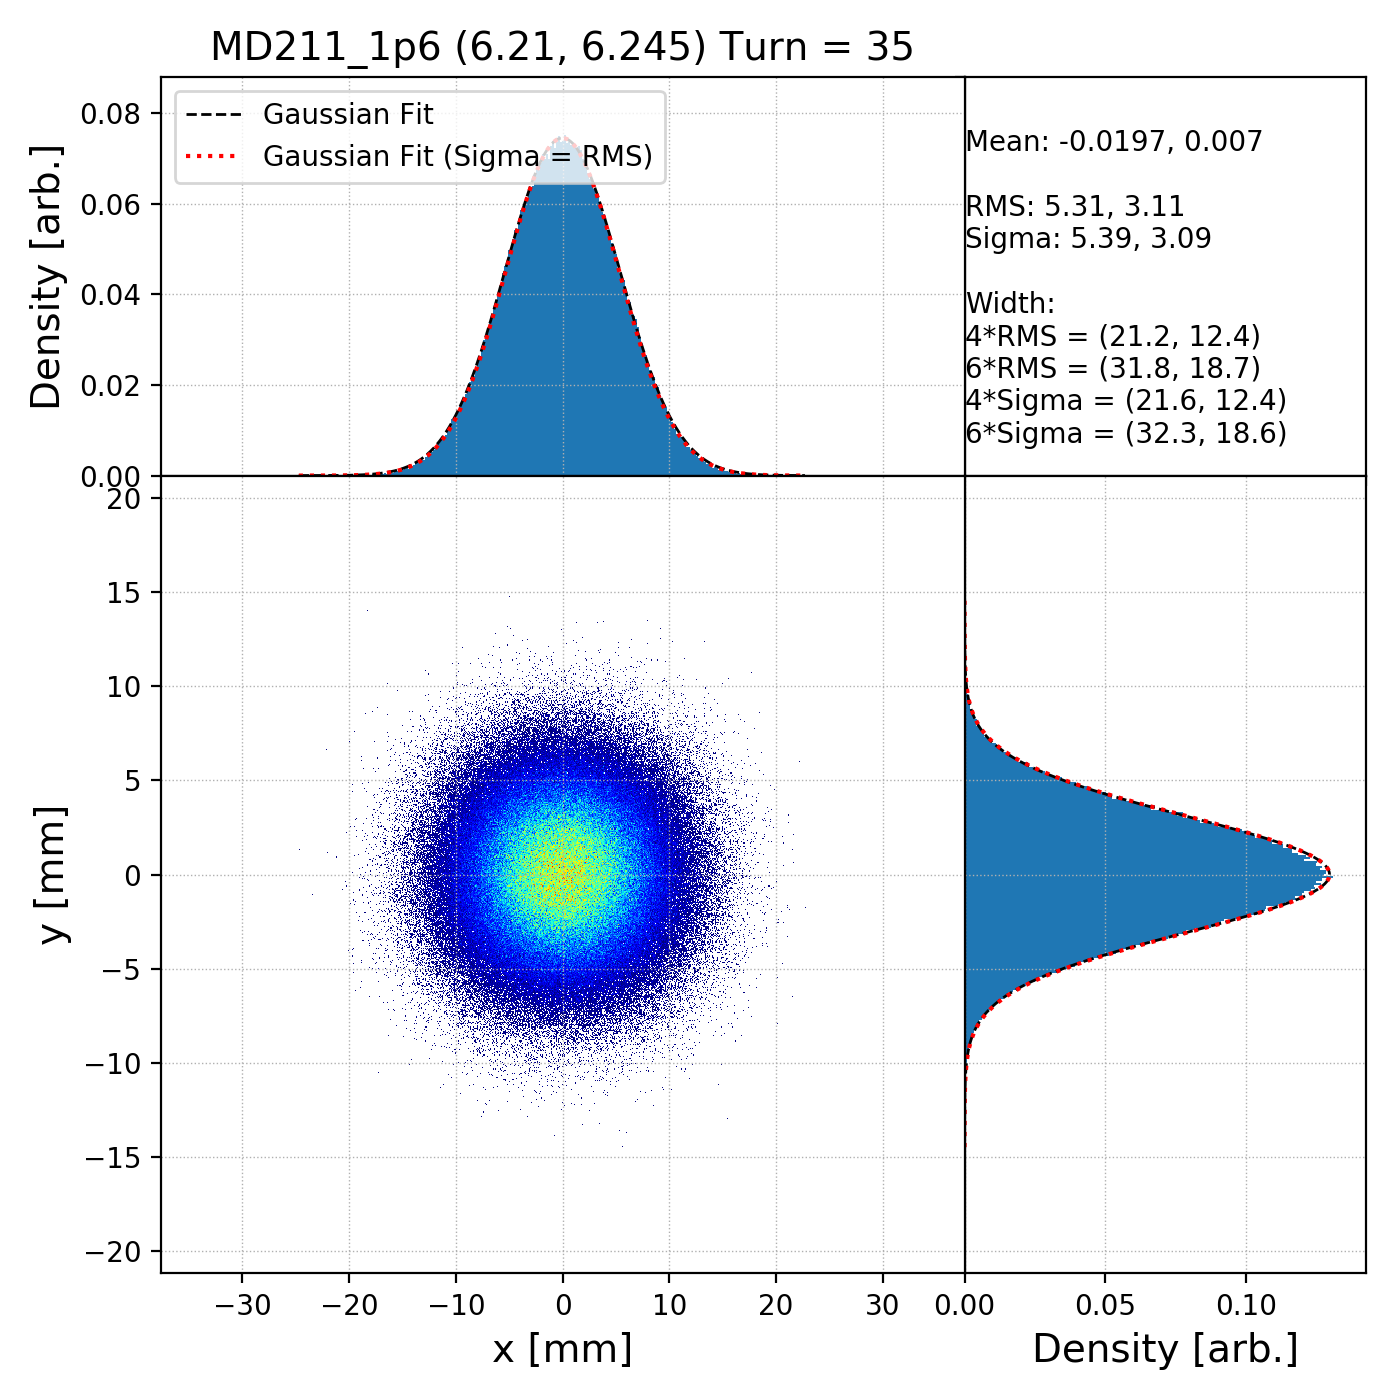 MD211_1p6 (6.21, 6.245) Turn = 35
Gaussian Fit
Gaussian Fit (Sigma = RMS)
Density [arb.]
0.08
0.06
0.04
0.02
0.00
Mean: -0.0197, 0.007
RMS: 5.31, 3.11
Sigma: 5.39, 3.09
Width:
4*RMS = (21.2, 12.4)
6*RMS = (31.8, 18.7)
4*Sigma = (21.6, 12.4)
6*Sigma = (32.3, 18.6)
y [mm]
20
15
10
5
0
−5
−10
−15
−20
−30 −20 −10 0 10 20 30
x [mm]
0.00 0.05 0.10
Density [arb.]